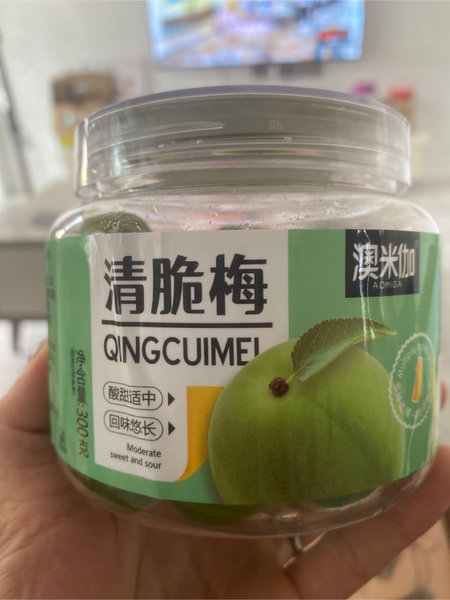 05
澳米伽
AOMIGA
清脆梅
QINGCUIMEI
酸甜适中
回味悠长
Moderate
sweet and sour
净含量:300克